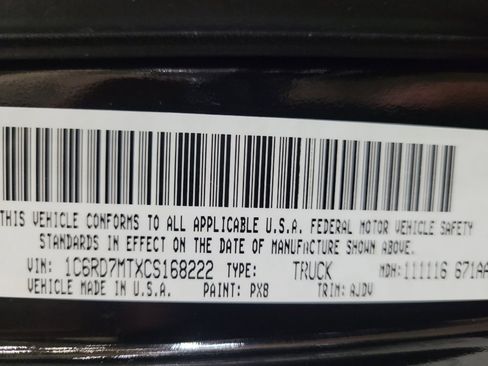 THIS VEHICLE CONFORMS TO ALL APPLICABLE U.S.A. FEDERAL MOTOR VEHICLE SAFETY
STANDARDS IN EFFECT ON THE DATE OF MANUFACTURE SHOWN ABOVE.
VIN: 1C6RD7MTXCS168222 TYPE: TRUCK MDH: 111116 671AA
VEHICLE MADE IN U.S.A. PAINT: PX8 TRIM: AJDV